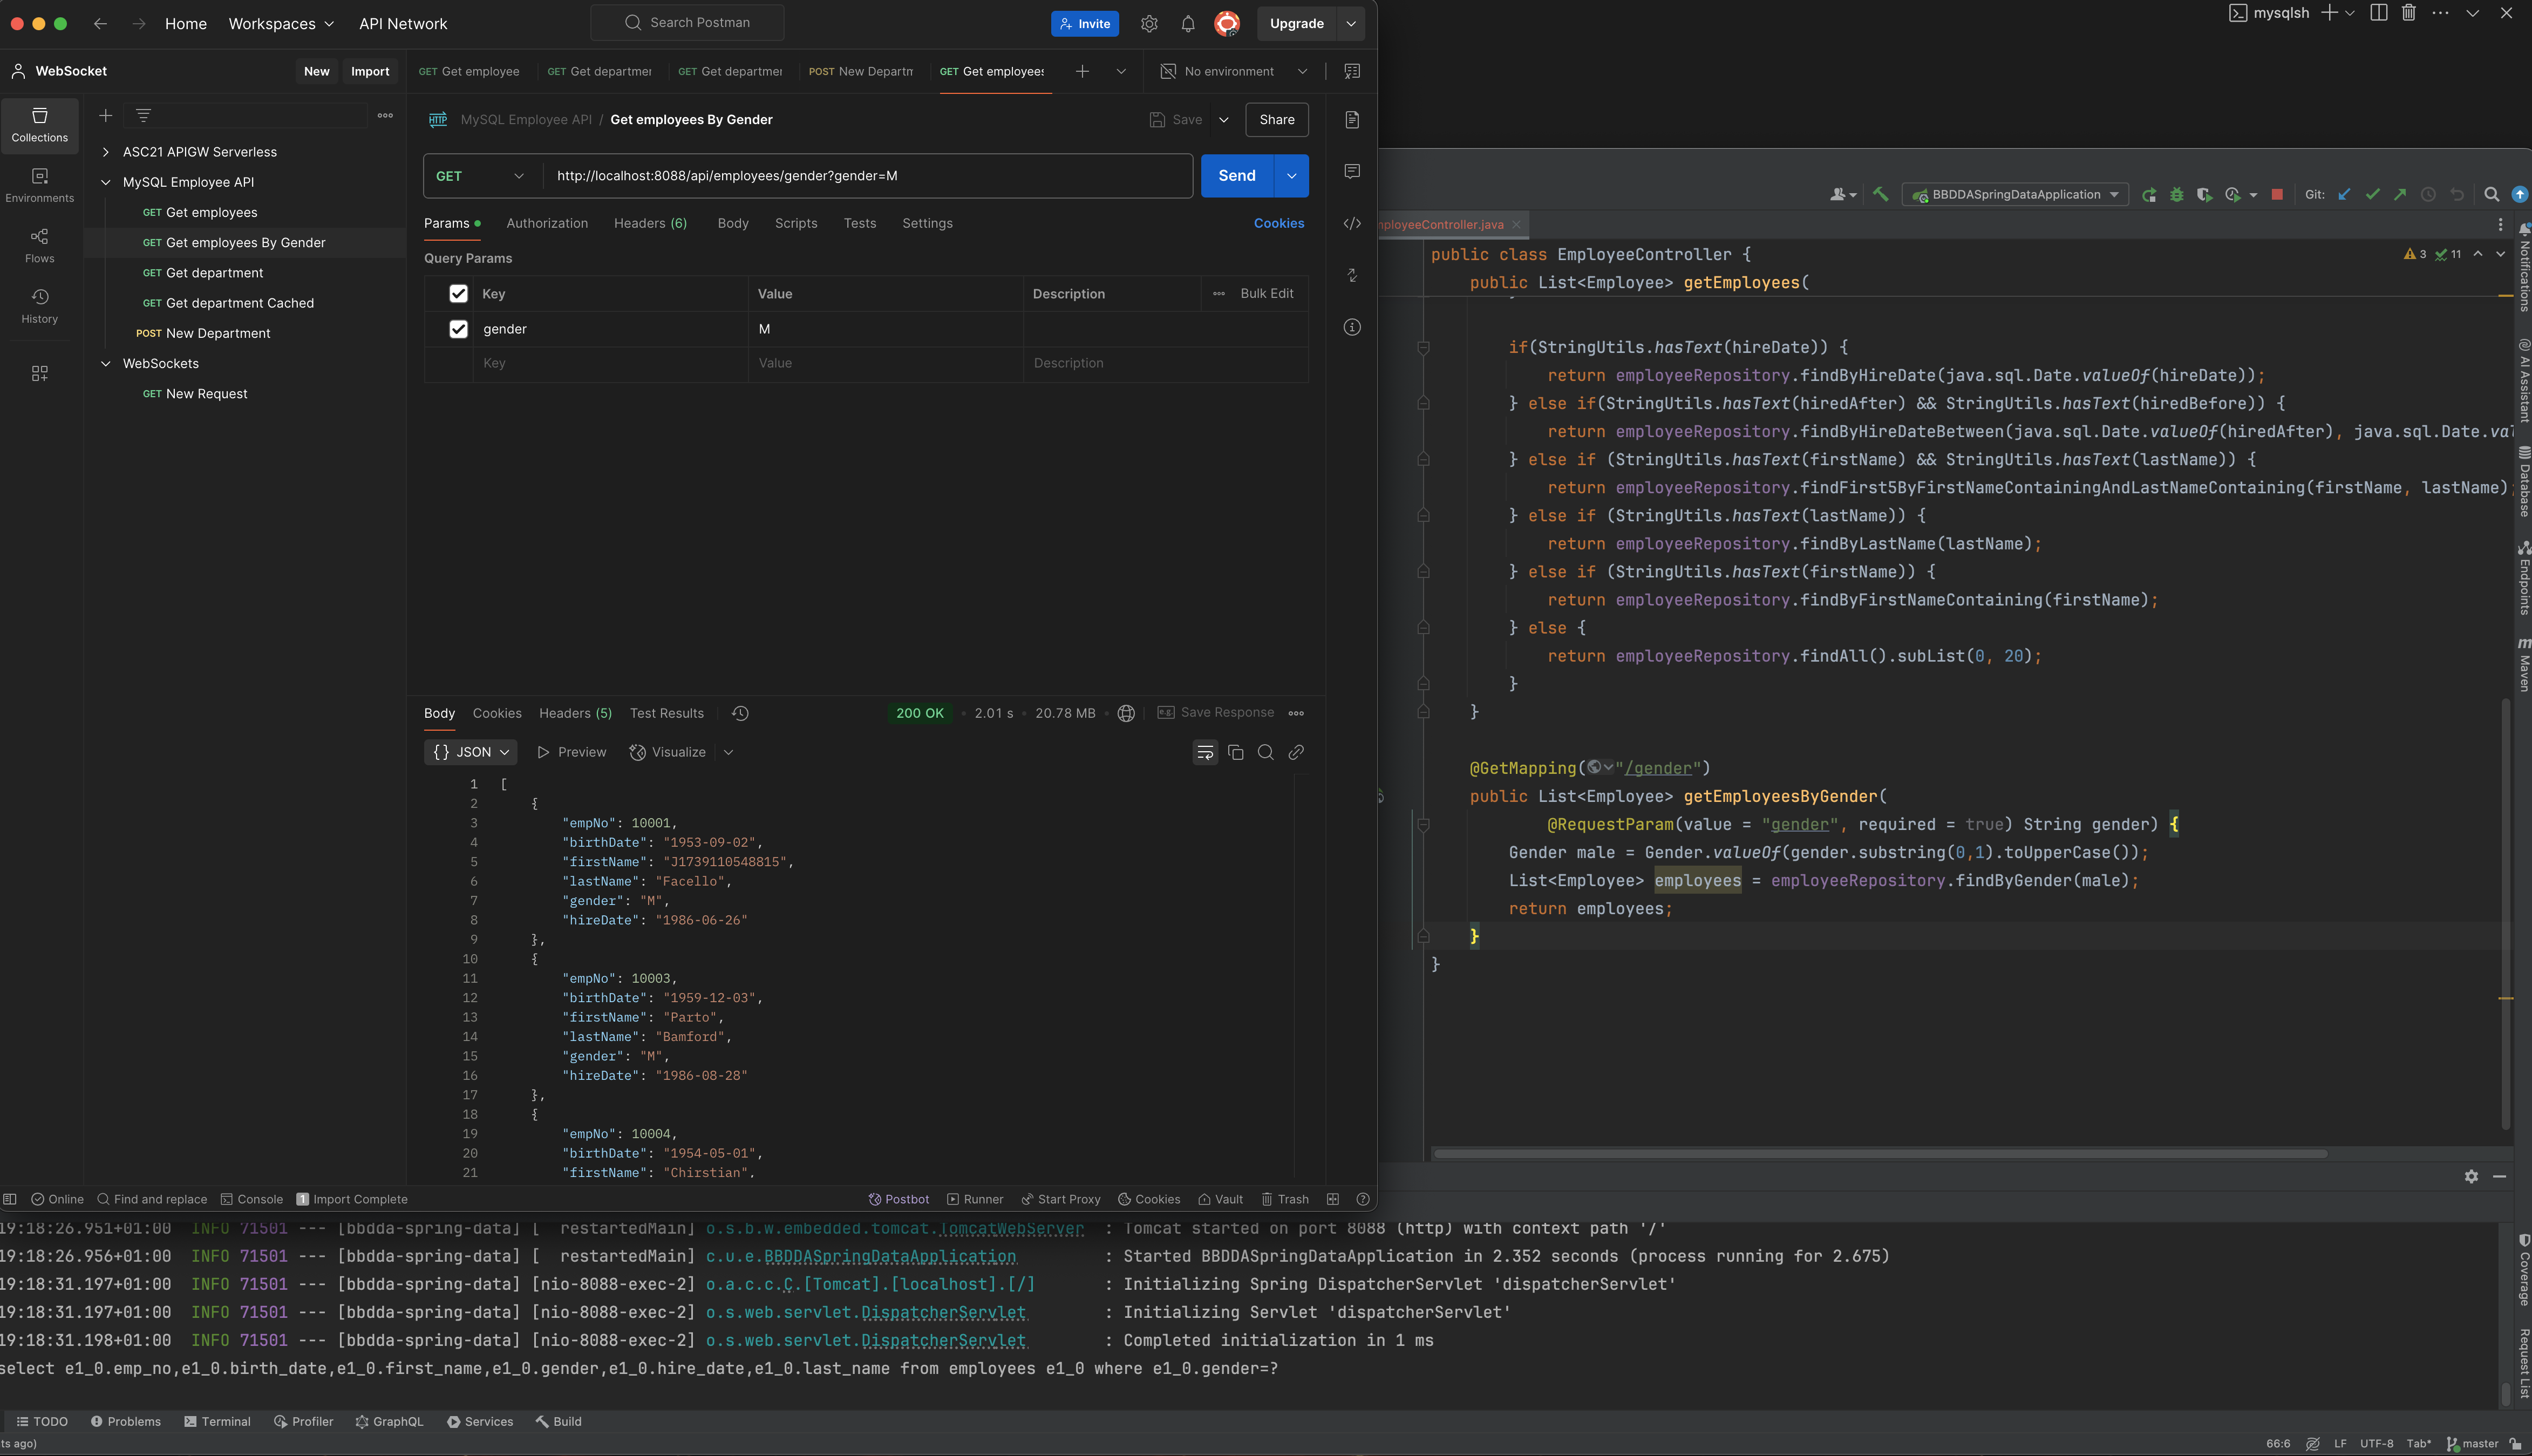 Home
Workspaces
API Network
Search Postman
Invite
Upgrade
mysqlsh
WebSocket
New
Import
GET Get employee
GET Get departmer
GET Get departmer
POST New Departm
GET Get employees
No environment
Collections
Environments
Flows
History
ASC21 APIGW Serverless
MySQL Employee API
GET Get employees
GET Get employees By Gender
GET Get department
GET Get department Cached
POST New Department
WebSockets
GET New Request
HTTP MySQL Employee API / Get employees By Gender
Save
Share
GET
http://localhost:8088/api/employees/gender?gender=M
Send
Params
Authorization
Headers (6)
Body
Scripts
Tests
Settings
Cookies
Query Params
Key Value Description Bulk Edit
gender M
Key Value Description
Body
Cookies
Headers (5)
Test Results
200 OK
2.01 s
20.78 MB
e.g. Save Response
{} JSON
Preview
Visualize
1 [
2 {
3 "empNo": 10001,
4 "birthDate": "1953-09-02",
5 "firstName": "J1739110548815",
6 "lastName": "Facello",
7 "gender": "M",
8 "hireDate": "1986-06-26"
9 },
10 {
11 "empNo": 10003,
12 "birthDate": "1959-12-03",
13 "firstName": "Parto",
14 "lastName": "Bamford",
15 "gender": "M",
16 "hireDate": "1986-08-28"
17 },
18 {
19 "empNo": 10004,
20 "birthDate": "1954-05-01",
21 "firstName": "Chirstian",
Online
Find and replace
Console
1 Import Complete
Postbot
Runner
Start Proxy
Cookies
Vault
Trash
BBDDASpringDataApplication
Git:
mployeeController.java
3 11
public class EmployeeController {
public List<Employee> getEmployees(
if(StringUtils.hasText(hireDate)) {
return employeeRepository.findByHireDate(java.sql.Date.valueOf(hireDate));
} else if(StringUtils.hasText(hiredAfter) && StringUtils.hasText(hiredBefore)) {
return employeeRepository.findByHireDateBetween(java.sql.Date.valueOf(hiredAfter), java.sql.Date.val
} else if (StringUtils.hasText(firstName) && StringUtils.hasText(lastName)) {
return employeeRepository.findFirst5ByFirstNameContainingAndLastNameContaining(firstName, lastName);
} else if (StringUtils.hasText(lastName)) {
return employeeRepository.findByLastName(lastName);
} else if (StringUtils.hasText(firstName)) {
return employeeRepository.findByFirstNameContaining(firstName);
} else {
return employeeRepository.findAll().subList(0, 20);
}
}
@GetMapping("/gender")
public List<Employee> getEmployeesByGender(
@RequestParam(value = "gender", required = true) String gender) {
Gender male = Gender.valueOf(gender.substring(0,1).toUpperCase());
List<Employee> employees = employeeRepository.findByGender(male);
return employees;
}
}
Notifications
AI Assistant
Database
Endpoints
m Maven
Coverage
Request List
19:18:26.951+01:00 INFO 71501 --- [bbdda-spring-data] [ restartedMain] o.s.b.w.embedded.tomcat.TomcatWebServer : Tomcat started on port 8088 (http) with context path '/'
19:18:26.956+01:00 INFO 71501 --- [bbdda-spring-data] [ restartedMain] c.u.e.BBDDASpringDataApplication : Started BBDDASpringDataApplication in 2.352 seconds (process running for 2.675)
19:18:31.197+01:00 INFO 71501 --- [bbdda-spring-data] [nio-8088-exec-2] o.a.c.c.C.[Tomcat].[localhost].[/] : Initializing Spring DispatcherServlet 'dispatcherServlet'
19:18:31.197+01:00 INFO 71501 --- [bbdda-spring-data] [nio-8088-exec-2] o.s.web.servlet.DispatcherServlet : Initializing Servlet 'dispatcherServlet'
19:18:31.198+01:00 INFO 71501 --- [bbdda-spring-data] [nio-8088-exec-2] o.s.web.servlet.DispatcherServlet : Completed initialization in 1 ms
select e1_0.emp_no,e1_0.birth_date,e1_0.first_name,e1_0.gender,e1_0.hire_date,e1_0.last_name from employees e1_0 where e1_0.gender=?
TODO
Problems
Terminal
Profiler
GraphQL
Services
Build
ts ago)
66:6
LF
UTF-8
Tab*
master